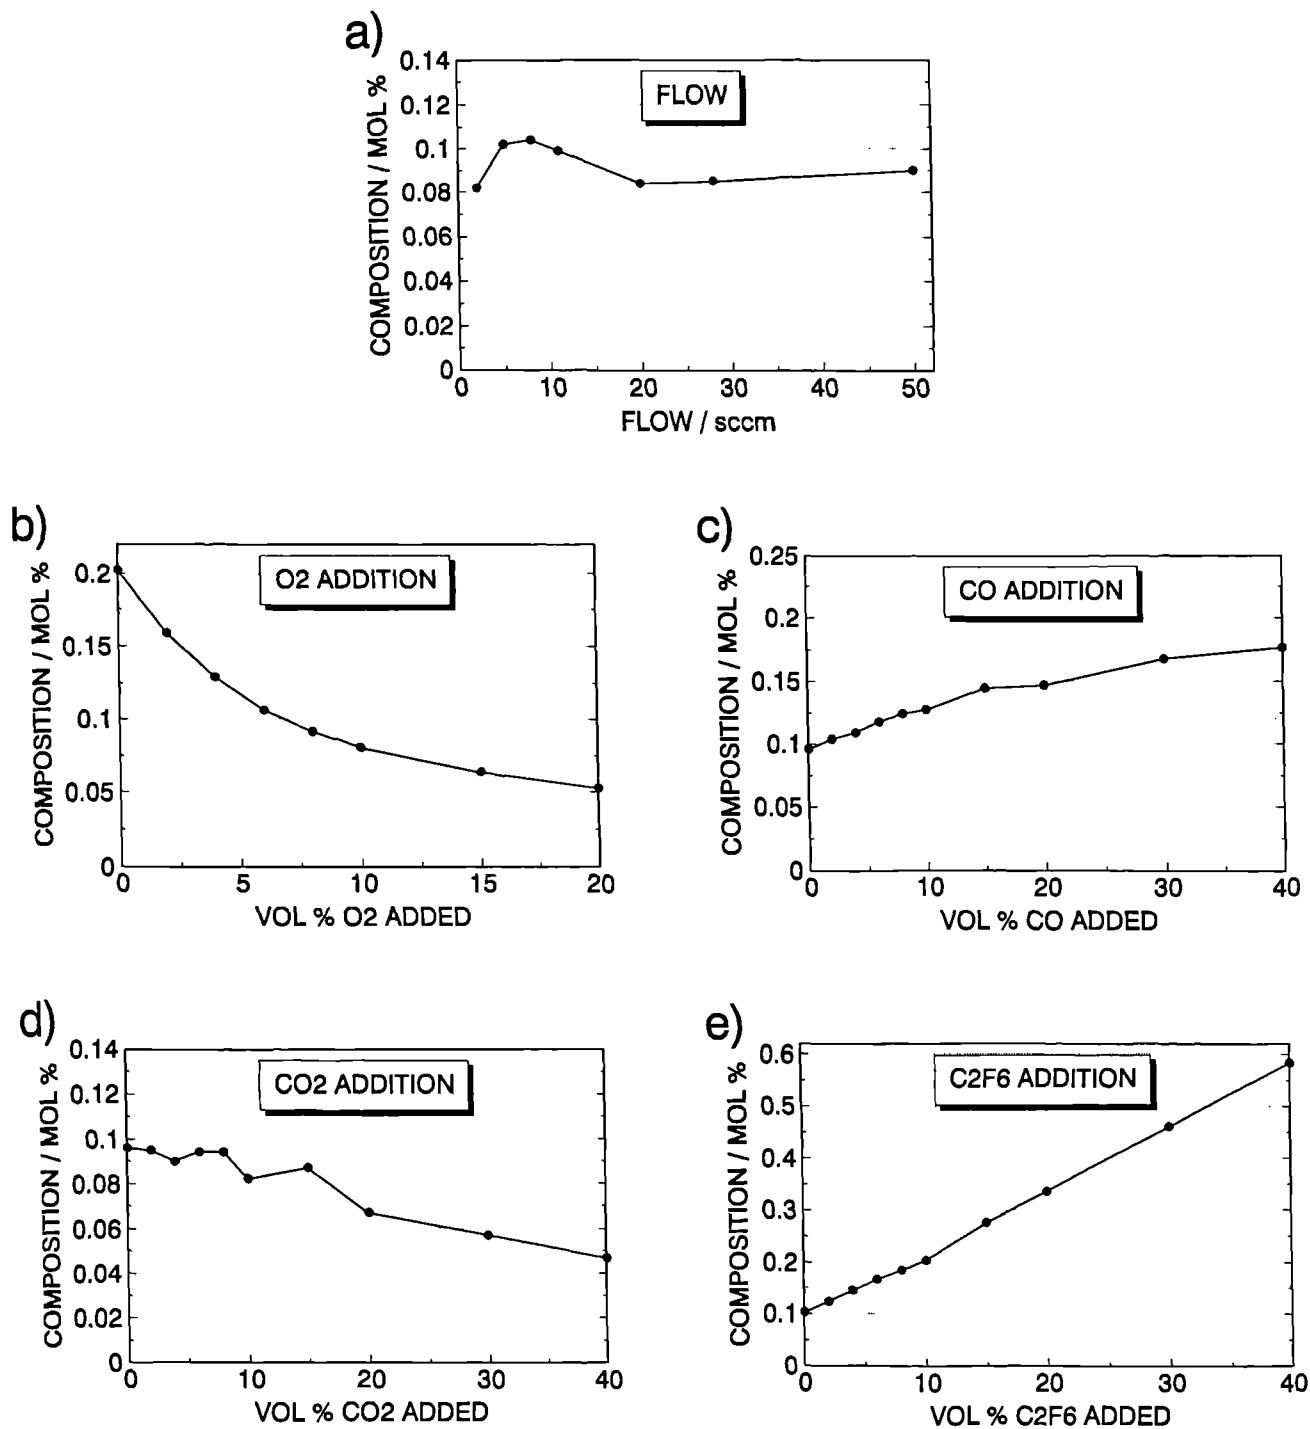 a)
FLOW
COMPOSITION / MOL %
0.14
0.12
0.1
0.08
0.06
0.04
0.02
0
0 10 20 30 40 50
FLOW / sccm
b)
O2 ADDITION
COMPOSITION / MOL %
0.2
0.15
0.1
0.05
0
0 5 10 15 20
VOL % O2 ADDED
c)
CO ADDITION
COMPOSITION / MOL %
0.25
0.2
0.15
0.1
0.05
0
0 10 20 30 40
VOL % CO ADDED
d)
CO2 ADDITION
COMPOSITION / MOL %
0.14
0.12
0.1
0.08
0.06
0.04
0.02
0
0 10 20 30 40
VOL % CO2 ADDED
e)
C2F6 ADDITION
COMPOSITION / MOL %
0.6
0.5
0.4
0.3
0.2
0.1
0
0 10 20 30 40
VOL % C2F6 ADDED